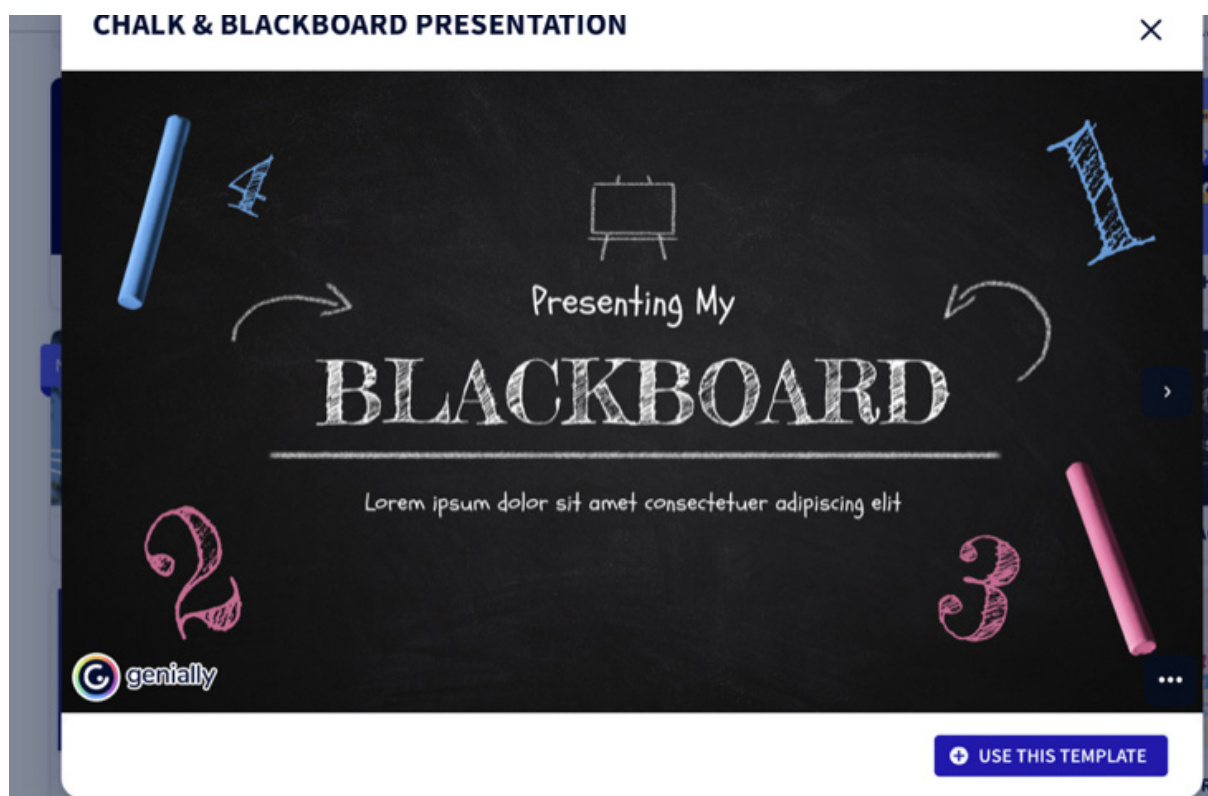 CHALK & BLACKBOARD PRESENTATION
4
1
Presenting My
BLACKBOARD
Lorem ipsum dolor sit amet consectetuer adipiscing elit
2
3
genially
USE THIS TEMPLATE